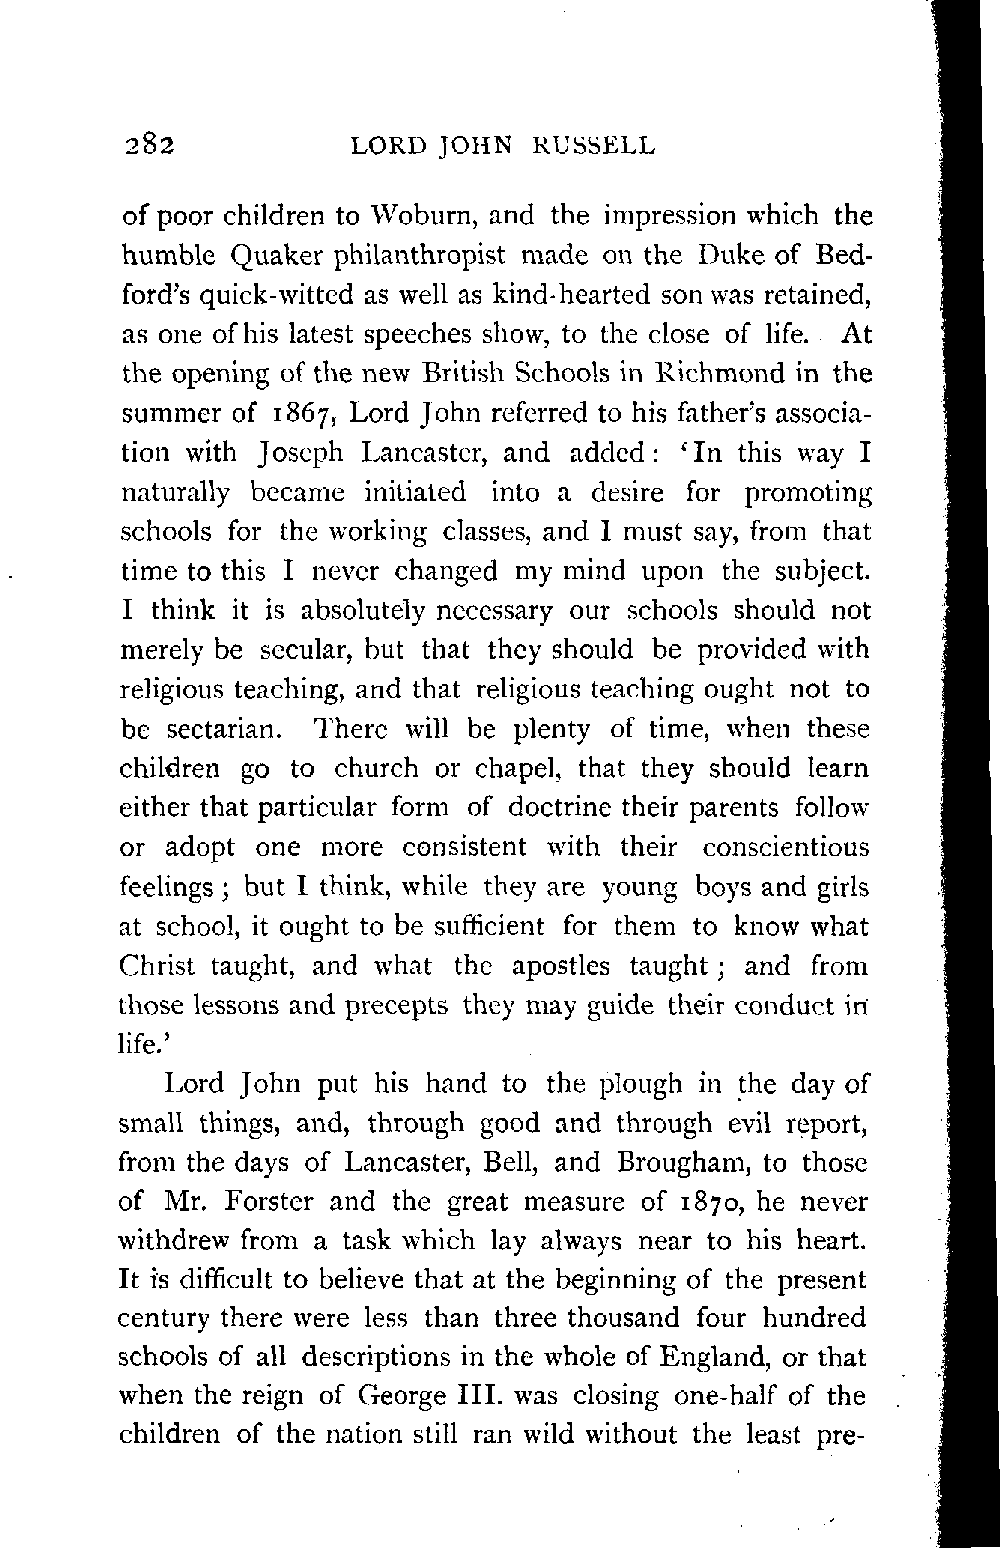 282 LORD JOHN RUSSELL
of poor children to Woburn, and the impression which the
humble Quaker philanthropist made on the Duke of Bed-
ford's quick-witted as well as kind-hearted son was retained,
as one of his latest speeches show, to the close of life. At
the opening of the new British Schools in Richmond in the
summer of 1867, Lord John referred to his father's associa-
tion with Joseph Lancaster, and added: 'In this way I
naturally became initiated into a desire for promoting
schools for the working classes, and I must say, from that
time to this I never changed my mind upon the subject.
I think it is absolutely necessary our schools should not
merely be secular, but that they should be provided with
religious teaching, and that religious teaching ought not to
be sectarian. There will be plenty of time, when these
children go to church or chapel, that they should learn
either that particular form of doctrine their parents follow
or adopt one more consistent with their conscientious
feelings; but I think, while they are young boys and girls
at school, it ought to be sufficient for them to know what
Christ taught, and what the apostles taught; and from
those lessons and precepts they may guide their conduct in
life.'
Lord John put his hand to the plough in the day of
small things, and, through good and through evil report,
from the days of Lancaster, Bell, and Brougham, to those
of Mr. Forster and the great measure of 1870, he never
withdrew from a task which lay always near to his heart.
It is difficult to believe that at the beginning of the present
century there were less than three thousand four hundred
schools of all descriptions in the whole of England, or that
when the reign of George III. was closing one-half of the
children of the nation still ran wild without the least pre-